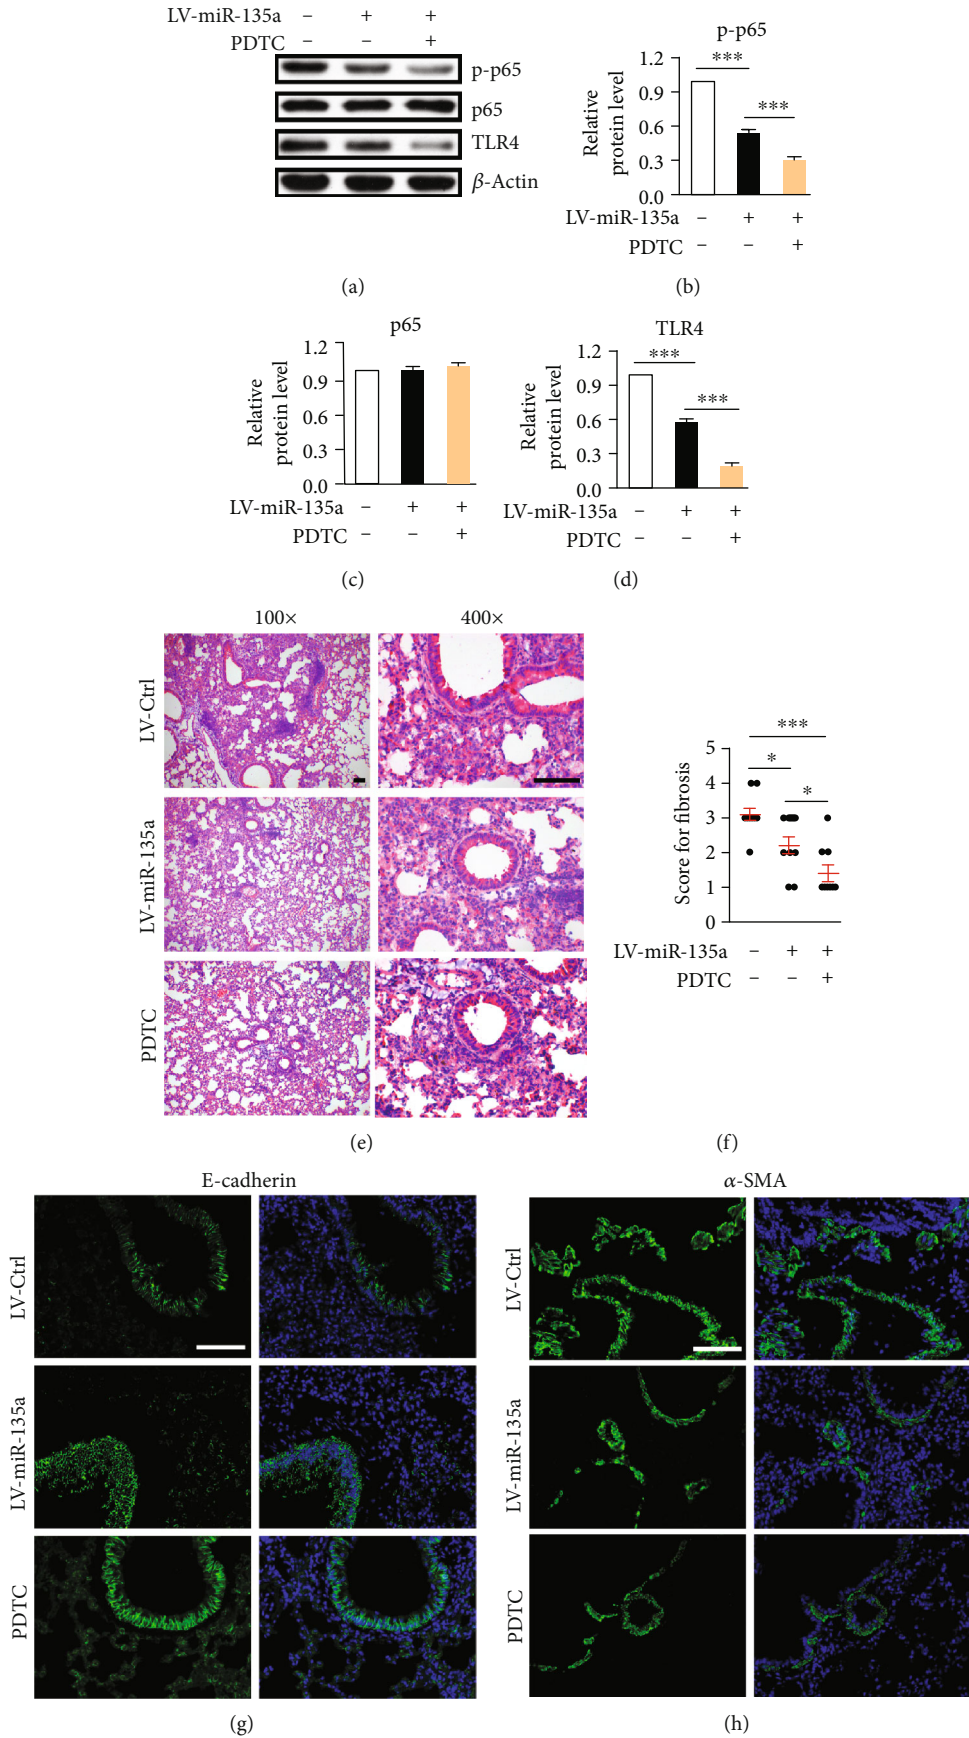 LV-miR-135a − + +
PDTC − − +
p-p65
p65
TLR4
β-Actin
(a)
p-p65
Relative
protein level
1.2
0.9
0.6
0.3
0.0
***
***
LV-miR-135a − + +
PDTC − − +
(b)
p65
Relative
protein level
1.2
0.9
0.6
0.3
0.0
LV-miR-135a − + +
PDTC − − +
(c)
TLR4
Relative
protein level
1.2
0.9
0.6
0.3
0.0
***
***
LV-miR-135a − + +
PDTC − − +
(d)
100× 400×
LV-Ctrl
LV-miR-135a
PDTC
(e)
Score for fibrosis
5
4
3
2
1
0
***
*
*
LV-miR-135a − + +
PDTC − − +
(f)
E-cadherin
LV-Ctrl
LV-miR-135a
PDTC
(g)
α-SMA
LV-Ctrl
LV-miR-135a
PDTC
(h)